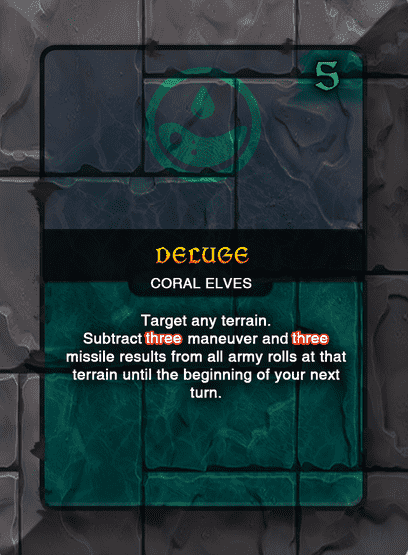 5
DELUGE
CORAL ELVES
Target any terrain.
Subtract three maneuver and three
missile results from all army rolls at that
terrain until the beginning of your next
turn.